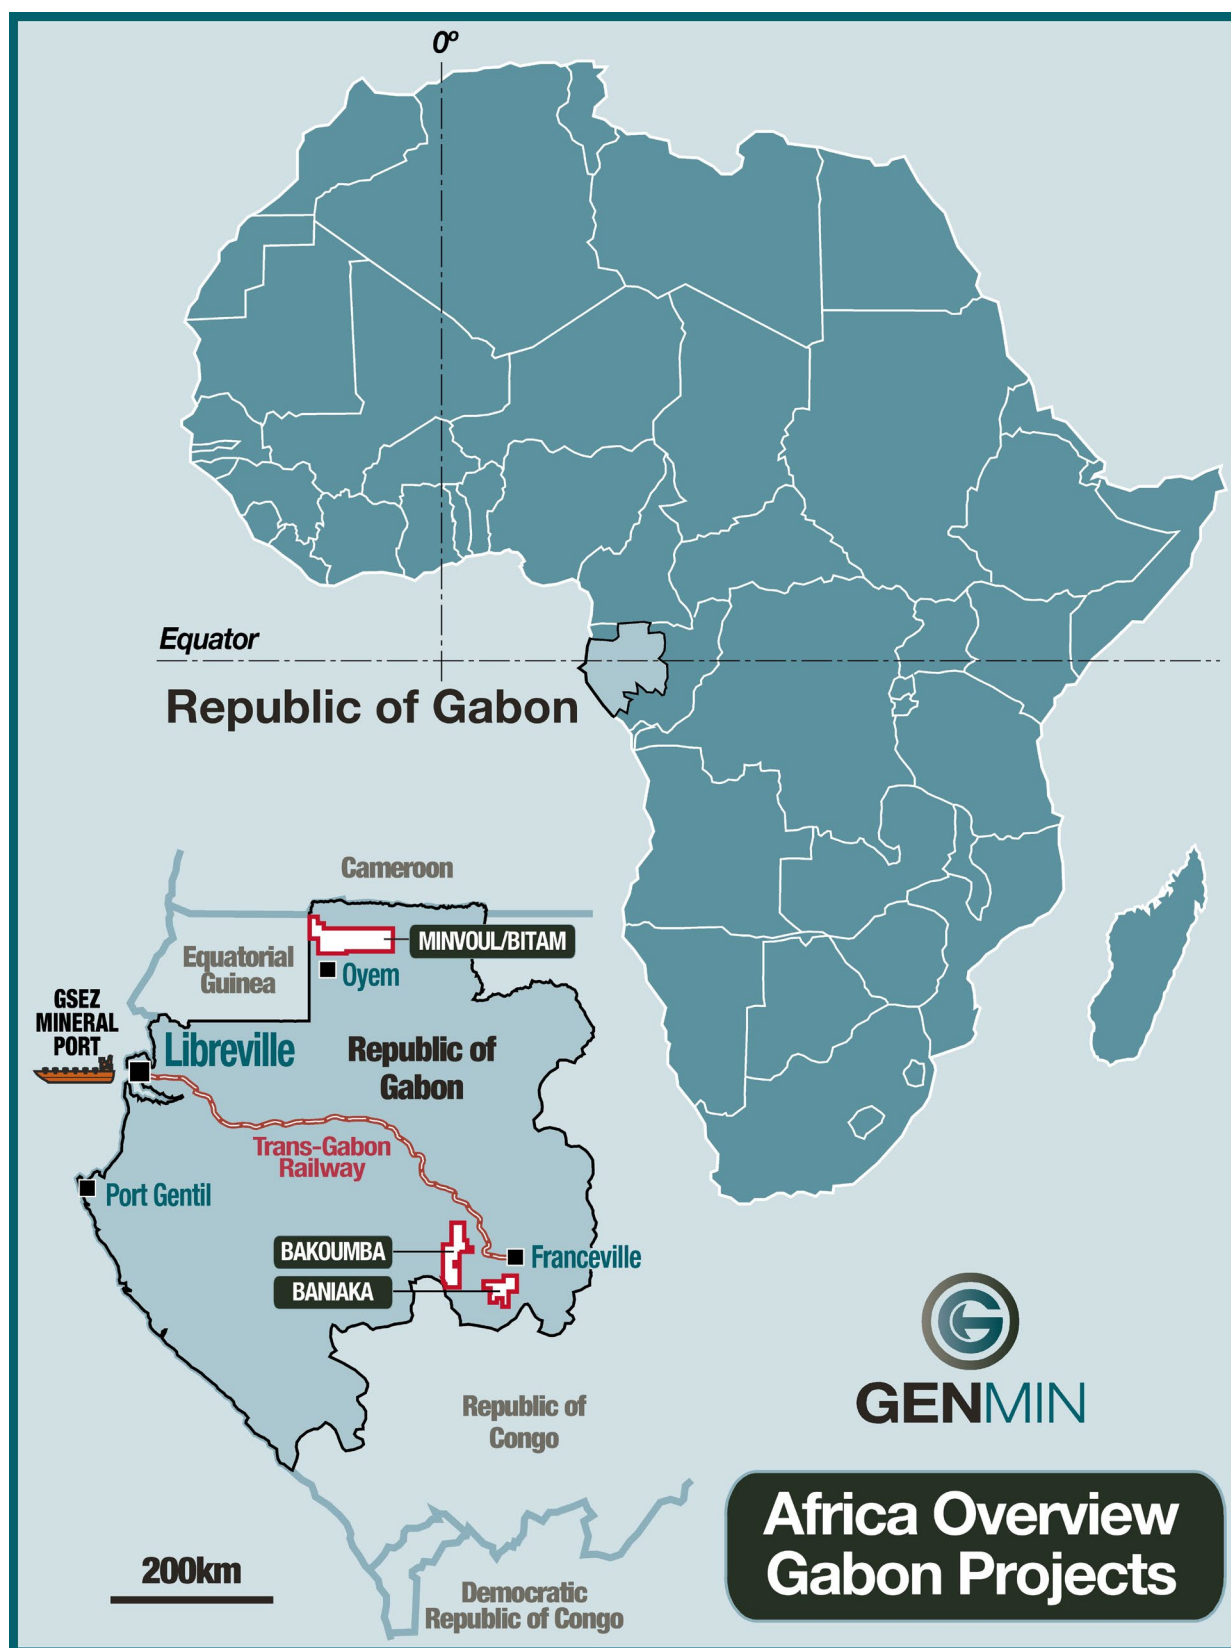 0º
Equator
Republic of Gabon
Cameroon
MINVOUL/BITAM
Equatorial
Guinea
Oyem
GSEZ
MINERAL
PORT
Libreville
Republic of
Gabon
Trans-Gabon
Railway
Port Gentil
BAKOUMBA
Franceville
BANIAKA
GENMIN
Republic of
Congo
Africa Overview
Gabon Projects
200km
Democratic
Republic of Congo